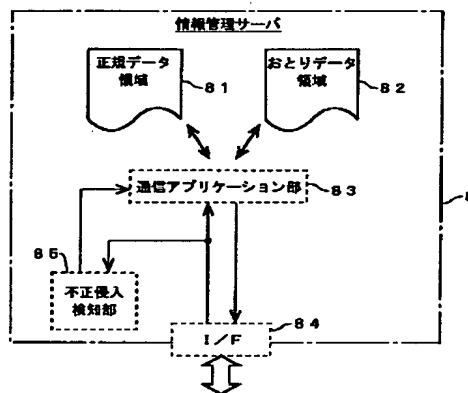 情報管理サーバ
正規データ
領域
81
おとりデータ
領域
82
通信アプリケーション部
83
85
不正侵入
検知部
84
I/F